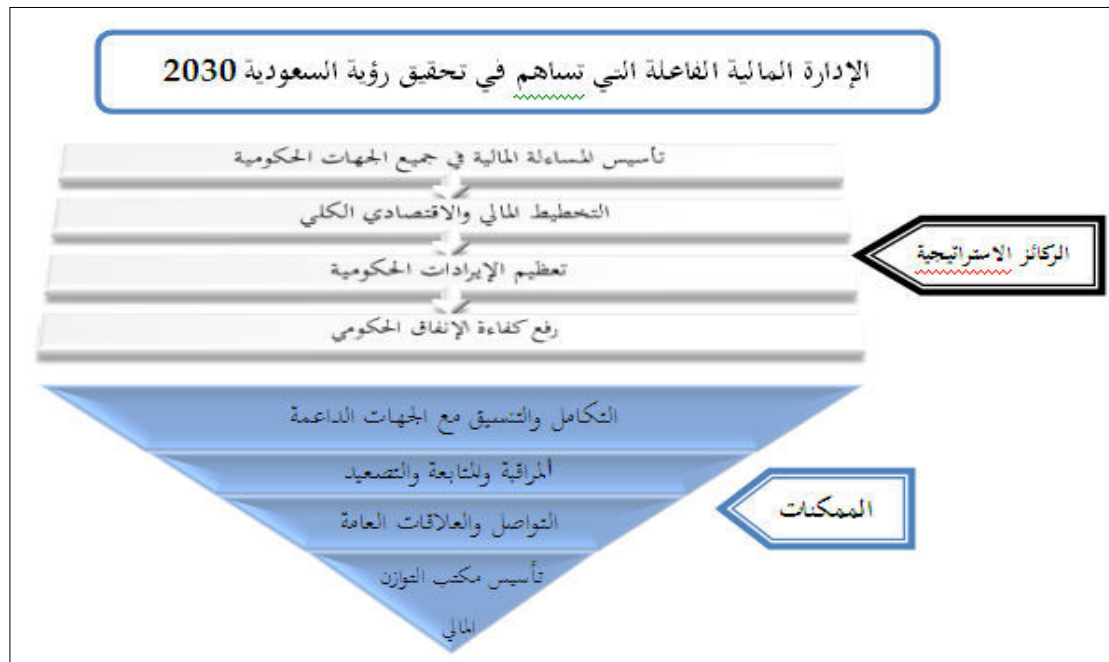 الإدارة المالية الفاعلة التي تساهم في تحقيق رؤية السعودية 2030
تأسيس المساءلة المالية في جميع الجهات الحكومية
التخطيط المالي والاقتصادي الكلي
تعظيم الإيرادات الحكومية
رفع كفاءة الإنفاق الحكومي
الركائز الاستراتيجية
التكامل والتنسيق مع الجهات الداعمة
المراقبة والمتابعة والتصعيد
التواصل والعلاقات العامة
تأسيس مكتب التوازن
المالي
الممكنات